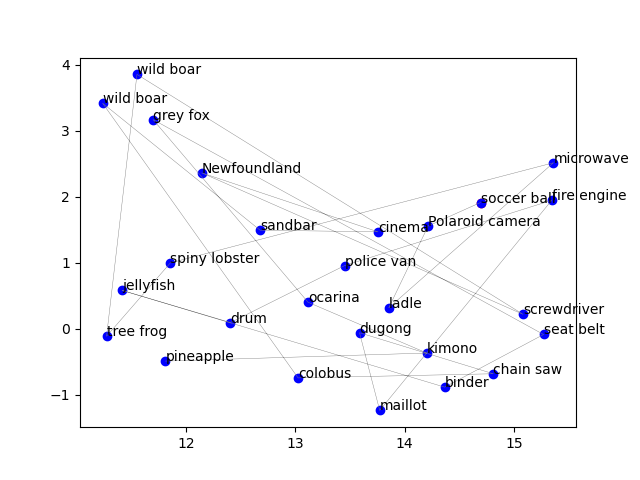 4
wild boar
wild boar
grey fox
3
microwave
Newfoundland
2
soccer ball
fire engine
Polaroid camera
sandbar
cinema
1
spiny lobster
police van
jellyfish
ocarina
ladle
screwdriver
drum
0
tree frog
dugong
seat belt
pineapple
kimono
colobus
chain saw
binder
−1
maillot
12
13
14
15